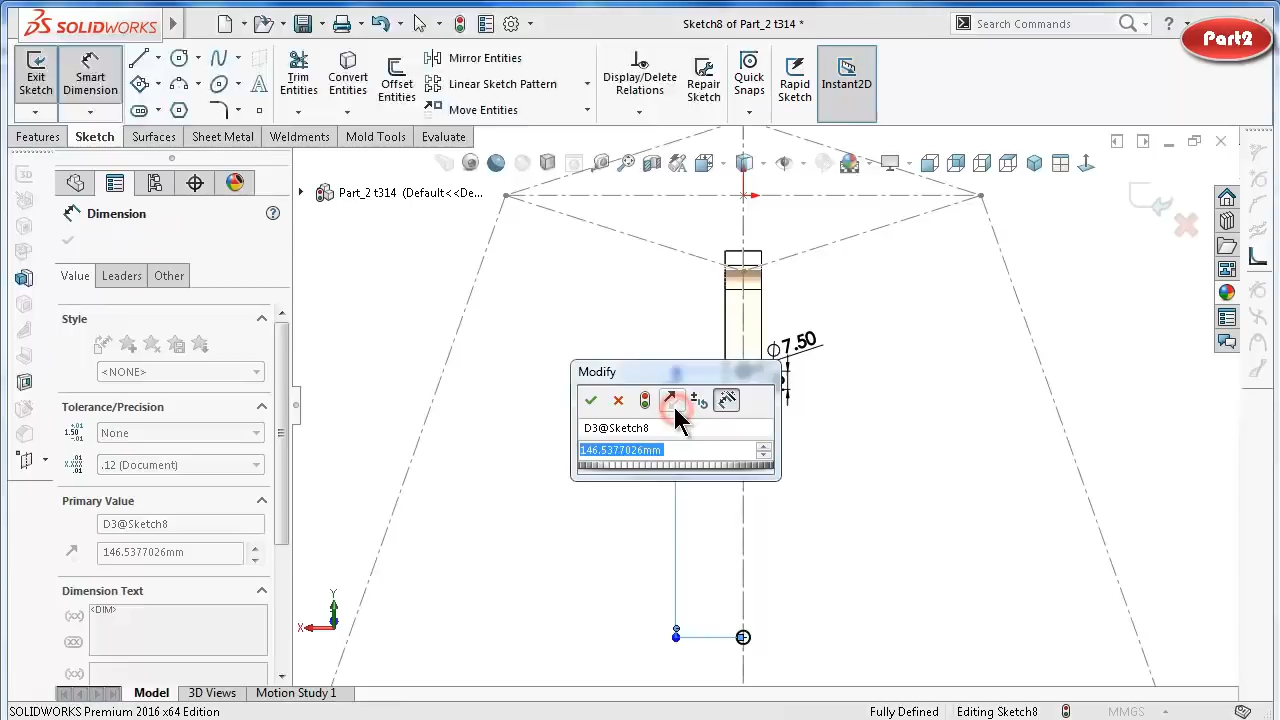 SOLIDWORKS
Sketch8 of Part_2 t314 *
Search Commands
?
Part2
Exit Sketch
Smart Dimension
Trim Entities
Convert Entities
Offset Entities
Mirror Entities
Linear Sketch Pattern
Move Entities
Display/Delete Relations
Repair Sketch
Quick Snaps
Rapid Sketch
Instant2D
Features
Sketch
Surfaces
Sheet Metal
Weldments
Mold Tools
Evaluate
Part_2 t314 (Default<<De...
Dimension
Value
Leaders
Other
Style
<NONE>
Tolerance/Precision
None
.12 (Document)
Primary Value
D3@Sketch8
146.5377026mm
Dimension Text
<DIM>
Φ7.50
Modify
D3@Sketch8
146.5377026mm
Y
X
Model
3D Views
Motion Study 1
SOLIDWORKS Premium 2016 x64 Edition
Fully Defined
Editing Sketch8
MMGS